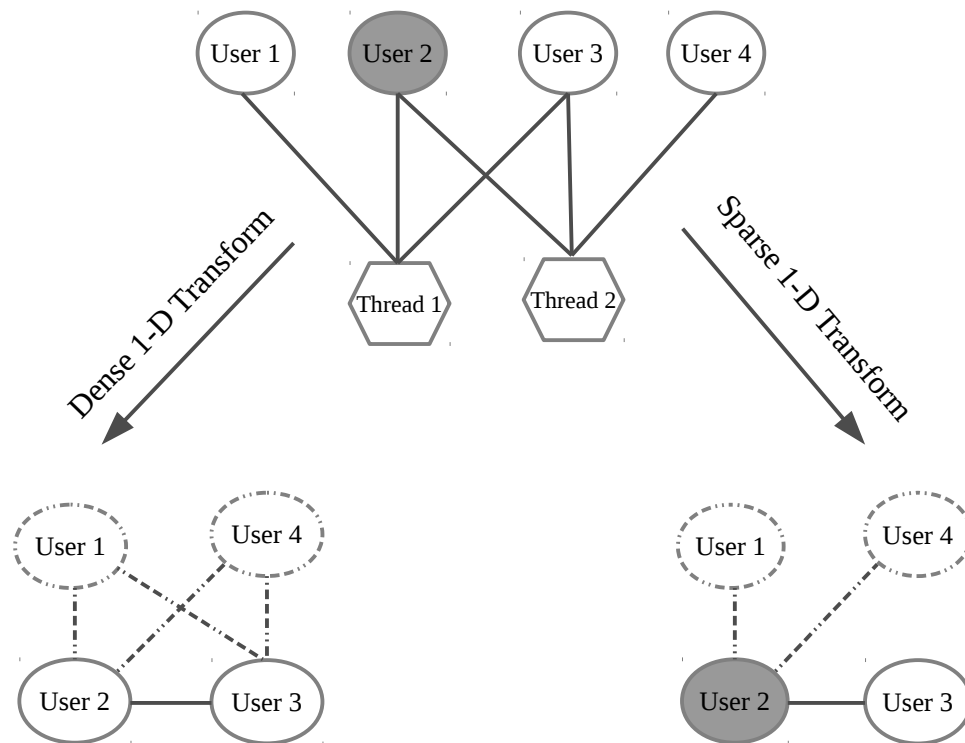 User 1
User 2
User 3
User 4
Thread 1
Thread 2
Dense 1-D Transform
Sparse 1-D Transform
User 1
User 4
User 2
User 3
User 1
User 4
User 2
User 3